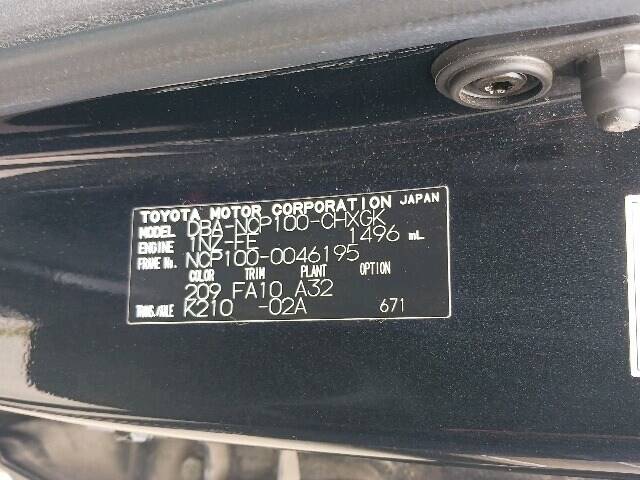 TOYOTA MOTOR CORPORATION JAPAN
MODEL DBA-NCP100-CHXGK
ENGINE 1NZ-FE 1496 mL
FRAME No. NCP100-0046195
COLOR TRIM PLANT OPTION
209 FA10 A32
TRANS./AXLE K210 -02A 671